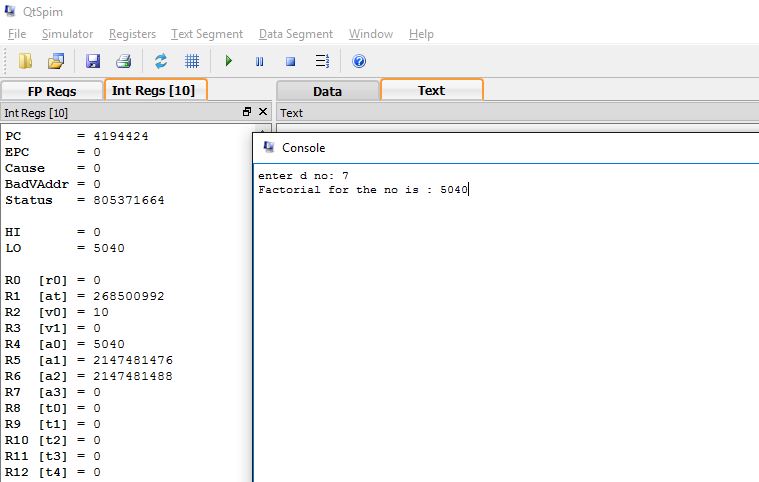 QtSpim
File Simulator Registers Text Segment Data Segment Window Help
FP Regs Int Regs [10] Data Text
Int Regs [10] Text
PC = 4194424
EPC = 0
Cause = 0
BadVAddr = 0
Status = 805371664
HI = 0
LO = 5040
R0 [r0] = 0
R1 [at] = 268500992
R2 [v0] = 10
R3 [v1] = 0
R4 [a0] = 5040
R5 [a1] = 2147481476
R6 [a2] = 2147481488
R7 [a3] = 0
R8 [t0] = 0
R9 [t1] = 0
R10 [t2] = 0
R11 [t3] = 0
R12 [t4] = 0
Console
enter d no: 7
Factorial for the no is : 5040